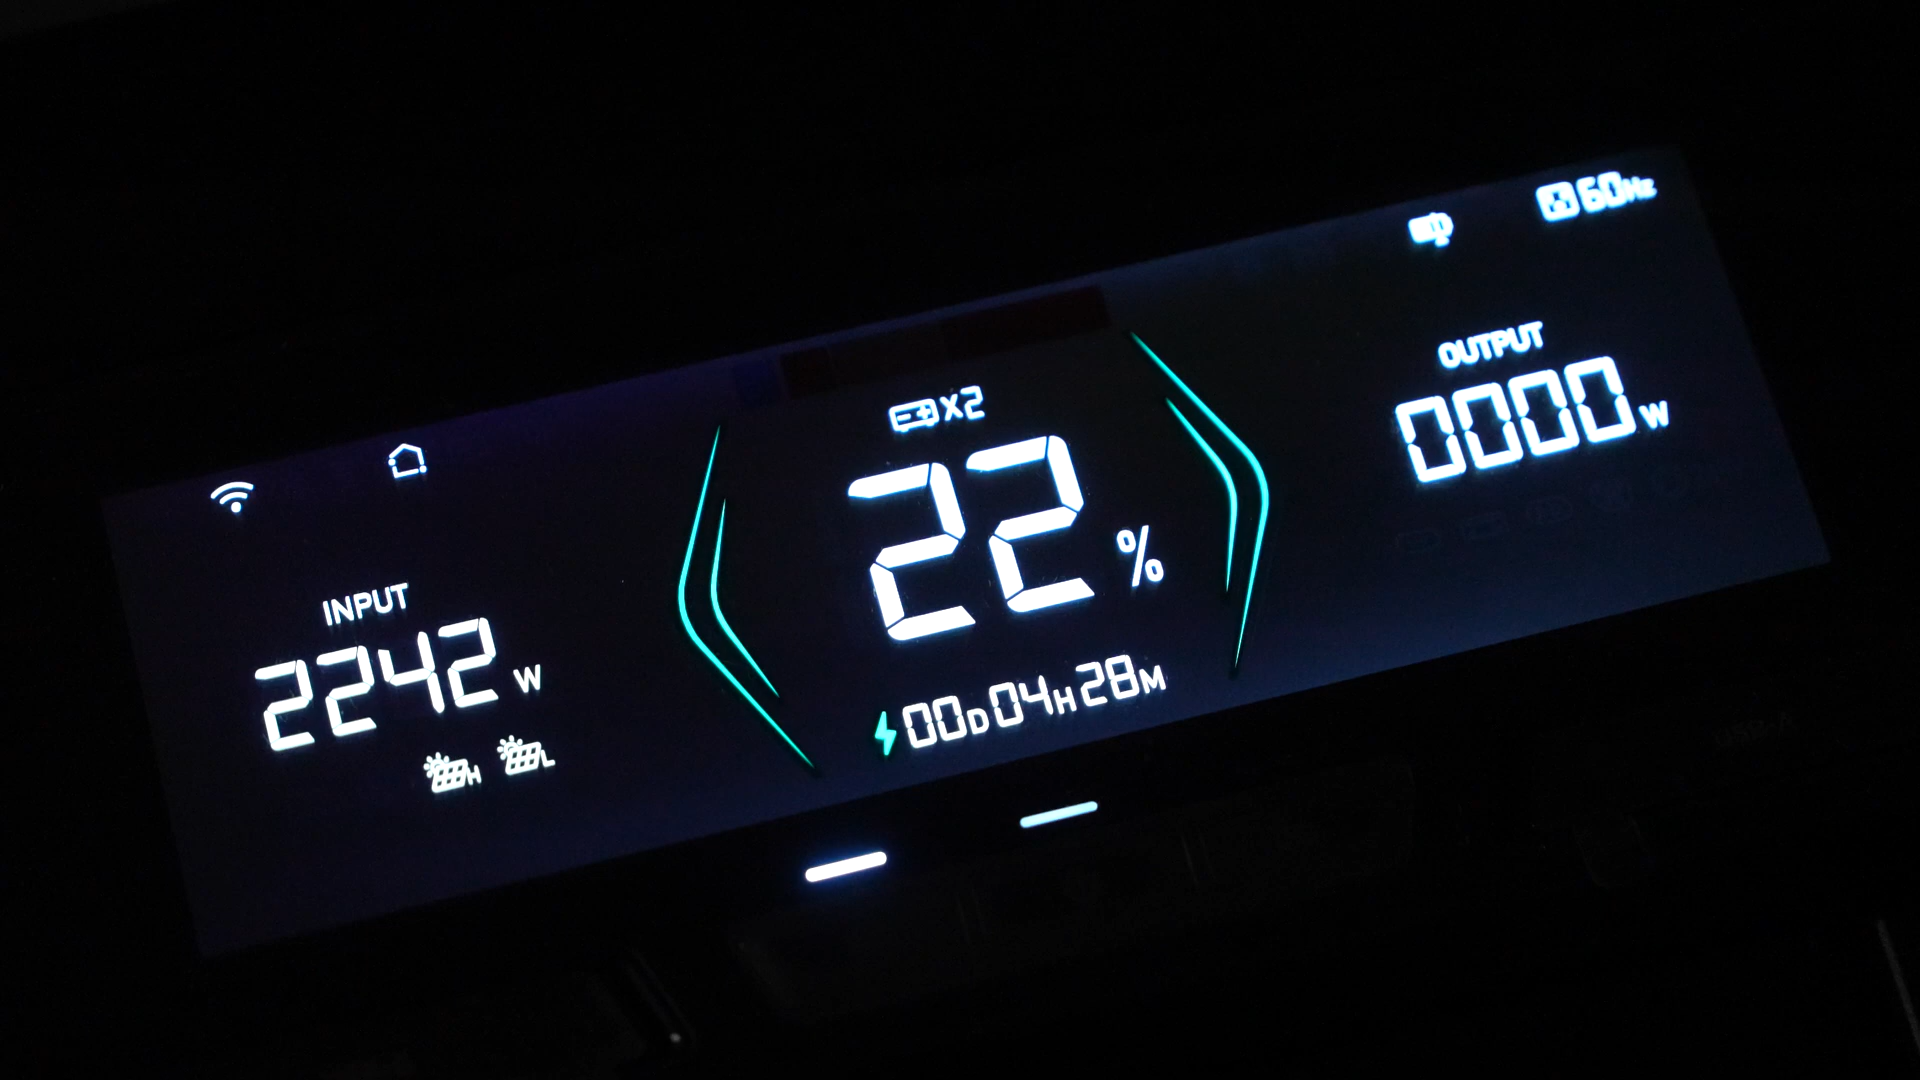 60Hz
X2
OUTPUT
0000W
22%
INPUT
2242W
00D04H28M
H L